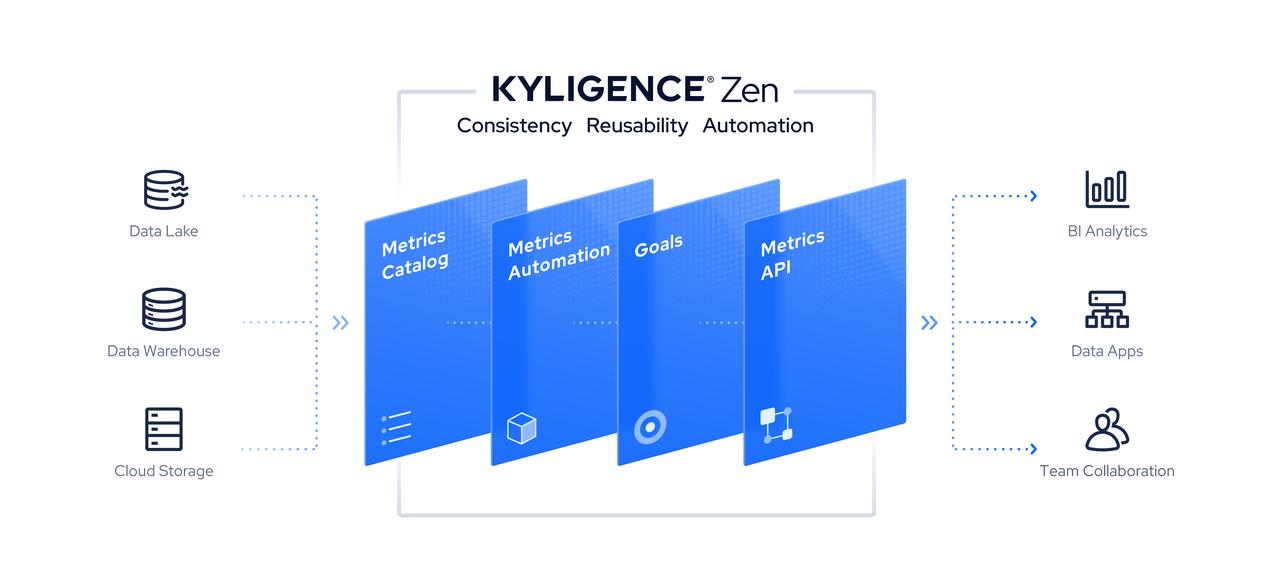 KYLIGENCE® Zen
Consistency Reusability Automation
Data Lake
Data Warehouse
Cloud Storage
Metrics
Catalog
Metrics
Automation
Goals
Metrics
API
BI Analytics
Data Apps
Team Collaboration